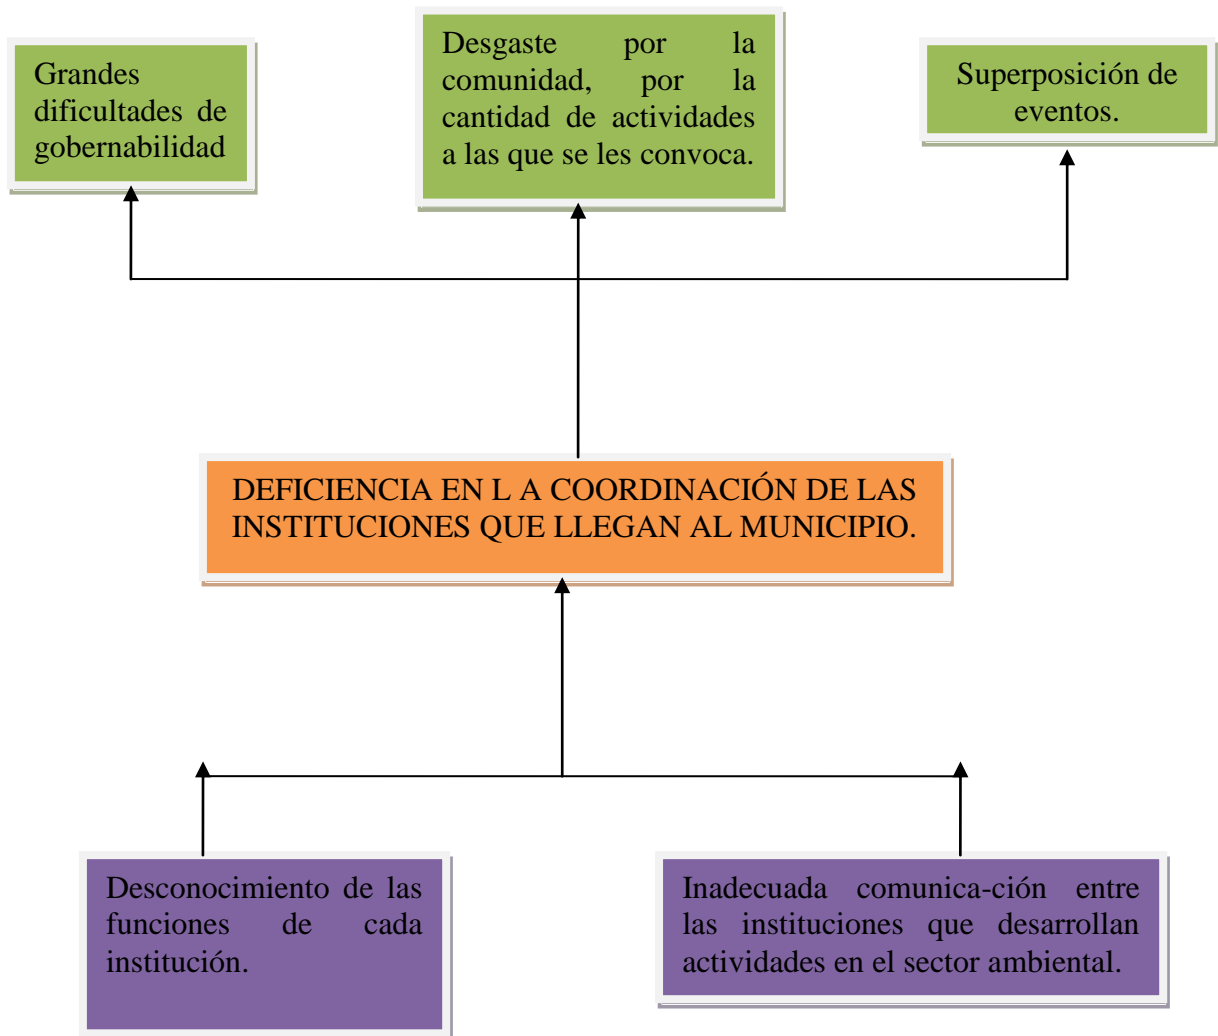 Grandes
dificultades de
gobernabilidad
Desgaste por la
comunidad, por la
cantidad de actividades
a las que se les convoca.
Superposición de
eventos.
DEFICIENCIA EN L A COORDINACIÓN DE LAS
INSTITUCIONES QUE LLEGAN AL MUNICIPIO.
Desconocimiento de las
funciones de cada
institución.
Inadecuada comunica-ción entre
las instituciones que desarrollan
actividades en el sector ambiental.